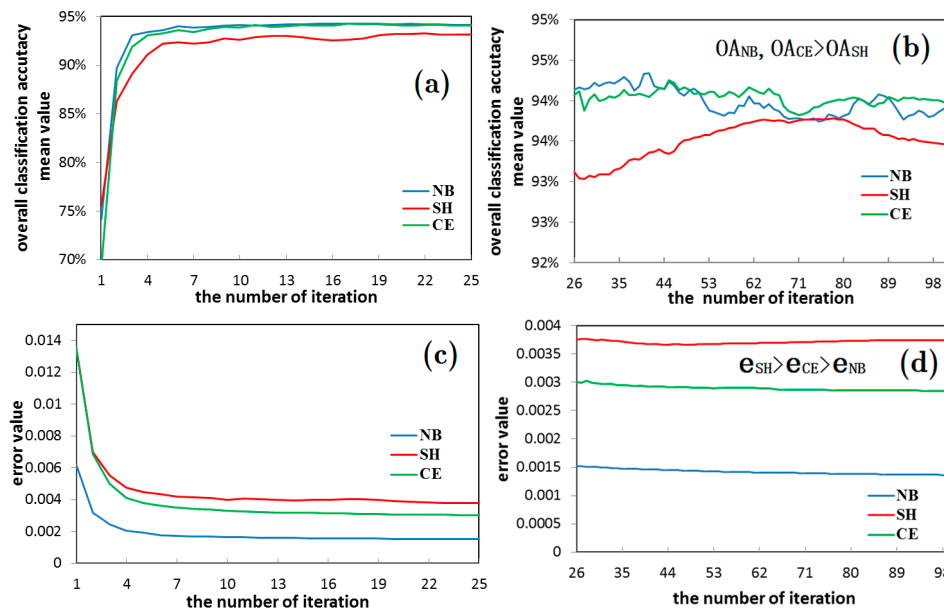 overall classification accutacy
mean value
95%
90%
85%
80%
75%
70%
(a)
NB
SH
CE
1 4 7 10 13 16 19 22 25
the number of iteration
overall classification accutacy
mean value
95%
95%
94%
94%
93%
93%
92%
OANB, OACE>OASH
(b)
NB
SH
CE
26 35 44 53 62 71 80 89 98
the number of iteration
error value
0.014
0.012
0.01
0.008
0.006
0.004
0.002
0
(c)
NB
SH
CE
1 4 7 10 13 16 19 22 25
the number of iteration
error value
0.004
0.0035
0.003
0.0025
0.002
0.0015
0.001
0.0005
0
eSH>eCE>eNB
(d)
NB
SH
CE
26 35 44 53 62 71 80 89 98
the number of iteration